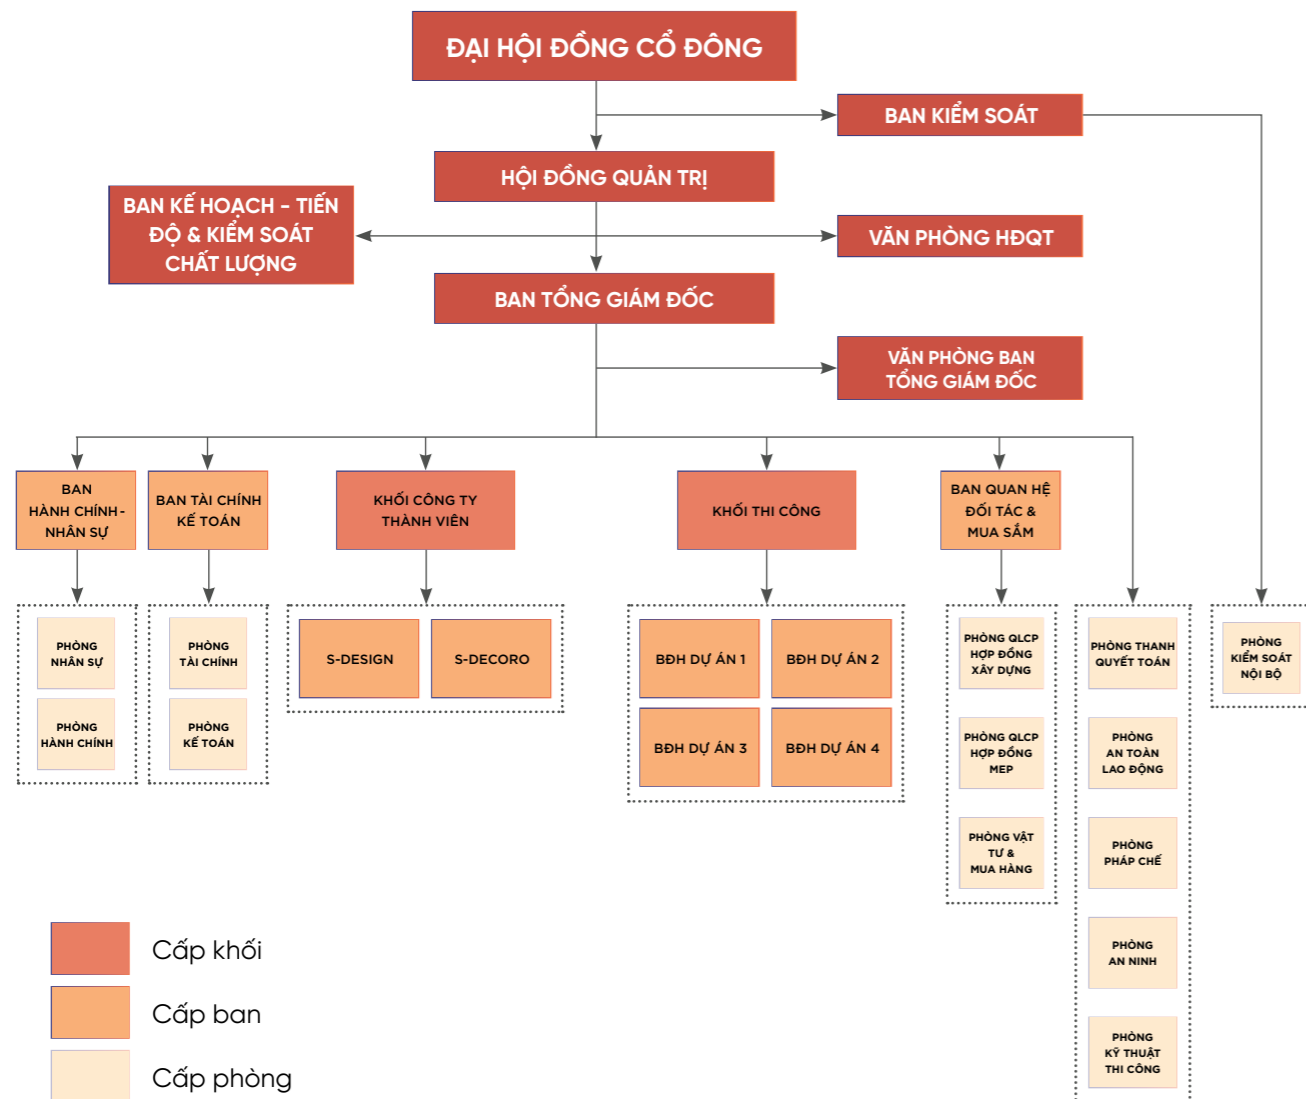 ĐẠI HỘI ĐỒNG CỔ ĐÔNG
BAN KIỂM SOÁT
HỘI ĐỒNG QUẢN TRỊ
BAN KẾ HOẠCH - TIẾN
ĐỘ & KIỂM SOÁT
CHẤT LƯỢNG
VĂN PHÒNG HĐQT
BAN TỔNG GIÁM ĐỐC
VĂN PHÒNG BAN
TỔNG GIÁM ĐỐC
BAN
HÀNH CHÍNH-
NHÂN SỰ
BAN TÀI CHÍNH
KẾ TOÁN
KHỐI CÔNG TY
THÀNH VIÊN
KHỐI THI CÔNG
BAN QUAN HỆ
ĐỐI TÁC &
MUA SẮM
PHÒNG
NHÂN SỰ
PHÒNG
HÀNH CHÍNH
PHÒNG
TÀI CHÍNH
PHÒNG
KẾ TOÁN
S-DESIGN
S-DECORO
BĐH DỰ ÁN 1
BĐH DỰ ÁN 2
BĐH DỰ ÁN 3
BĐH DỰ ÁN 4
PHÒNG QLCP
HỢP ĐỒNG
XÂY DỰNG
PHÒNG QLCP
HỢP ĐỒNG
MEP
PHÒNG VẬT
TƯ &
MUA HÀNG
PHÒNG THANH
QUYẾT TOÁN
PHÒNG
AN TOÀN
LAO ĐỘNG
PHÒNG
PHÁP CHẾ
PHÒNG
AN NINH
PHÒNG
KỸ THUẬT
THI CÔNG
PHÒNG
KIỂM SOÁT
NỘI BỘ
Cấp khối
Cấp ban
Cấp phòng